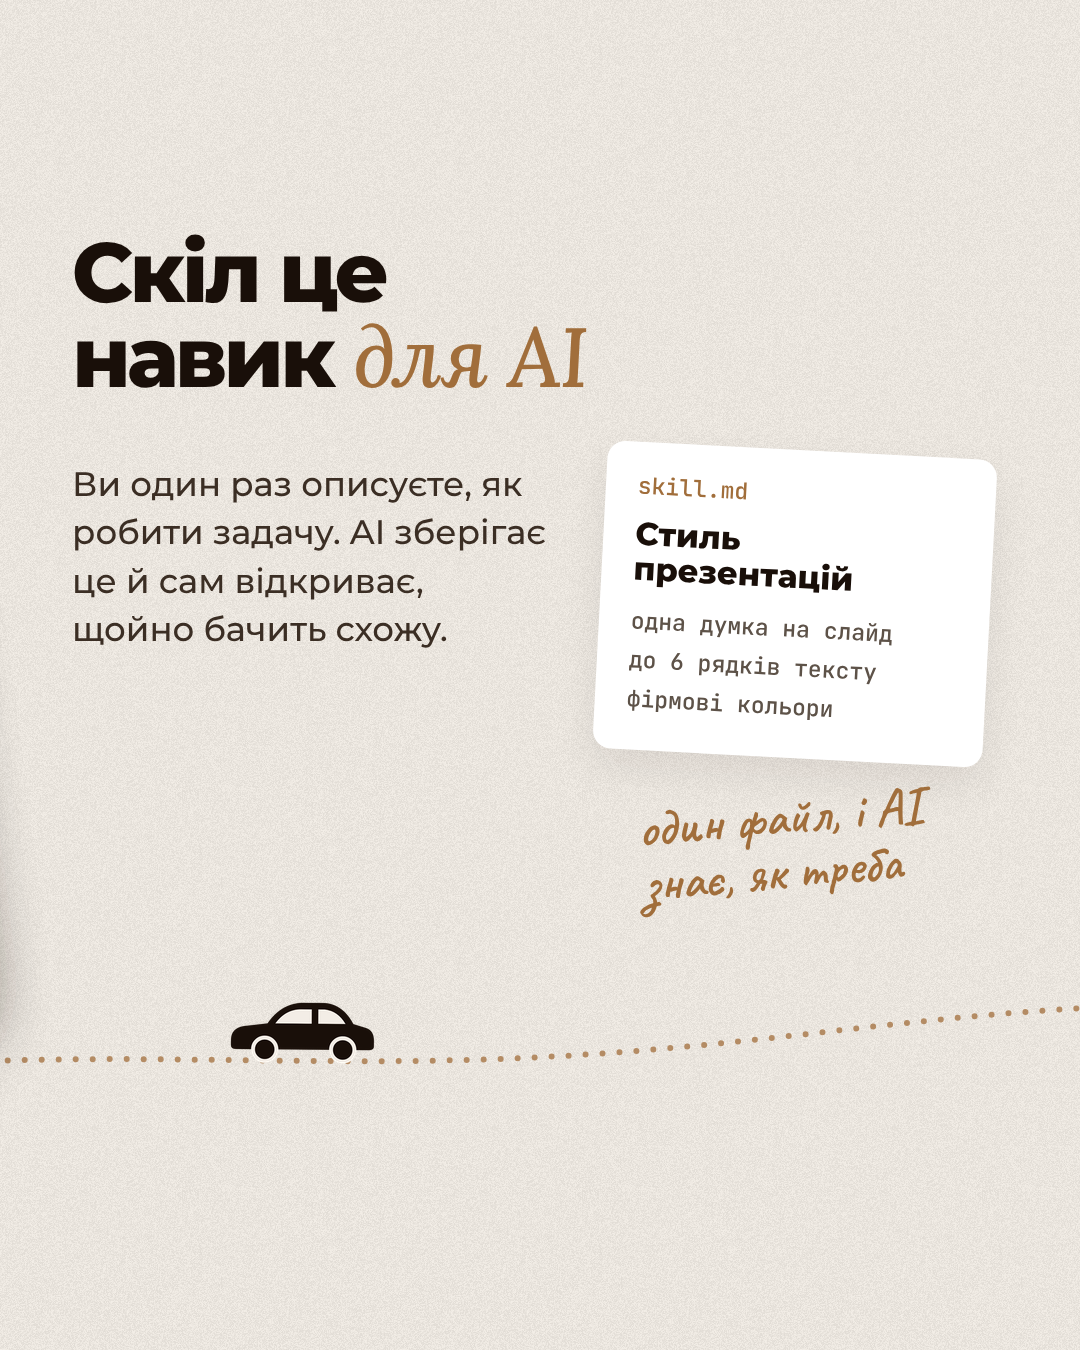 Скіл це
навик для AI
Ви один раз описуєте, як
робити задачу. AI зберігає
це й сам відкриває,
щойно бачить схожу.
skill.md
Стиль
презентацій
одна думка на слайд
до 6 рядків тексту
фірмові кольори
один файл, і AI
знає, як треба